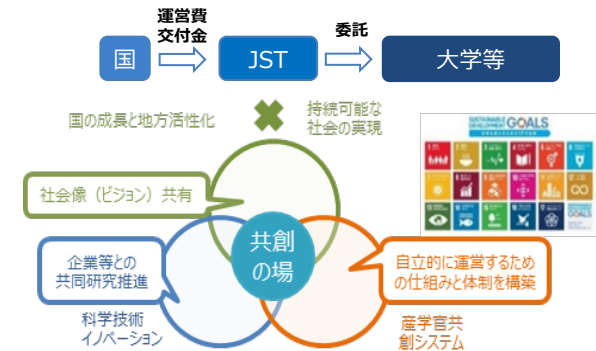 運営費
交付金
委託
国
JST
大学等
国の成長と地方活性化
持続可能な
社会の実現
SUSTAINABLE
DEVELOPMENT
GOALS
社会像（ビジョン）共有
共創
の場
企業等との
共同研究推進
自立的に運営するため
の仕組みと体制を構築
科学技術
イノベーション
産学官共
創システム